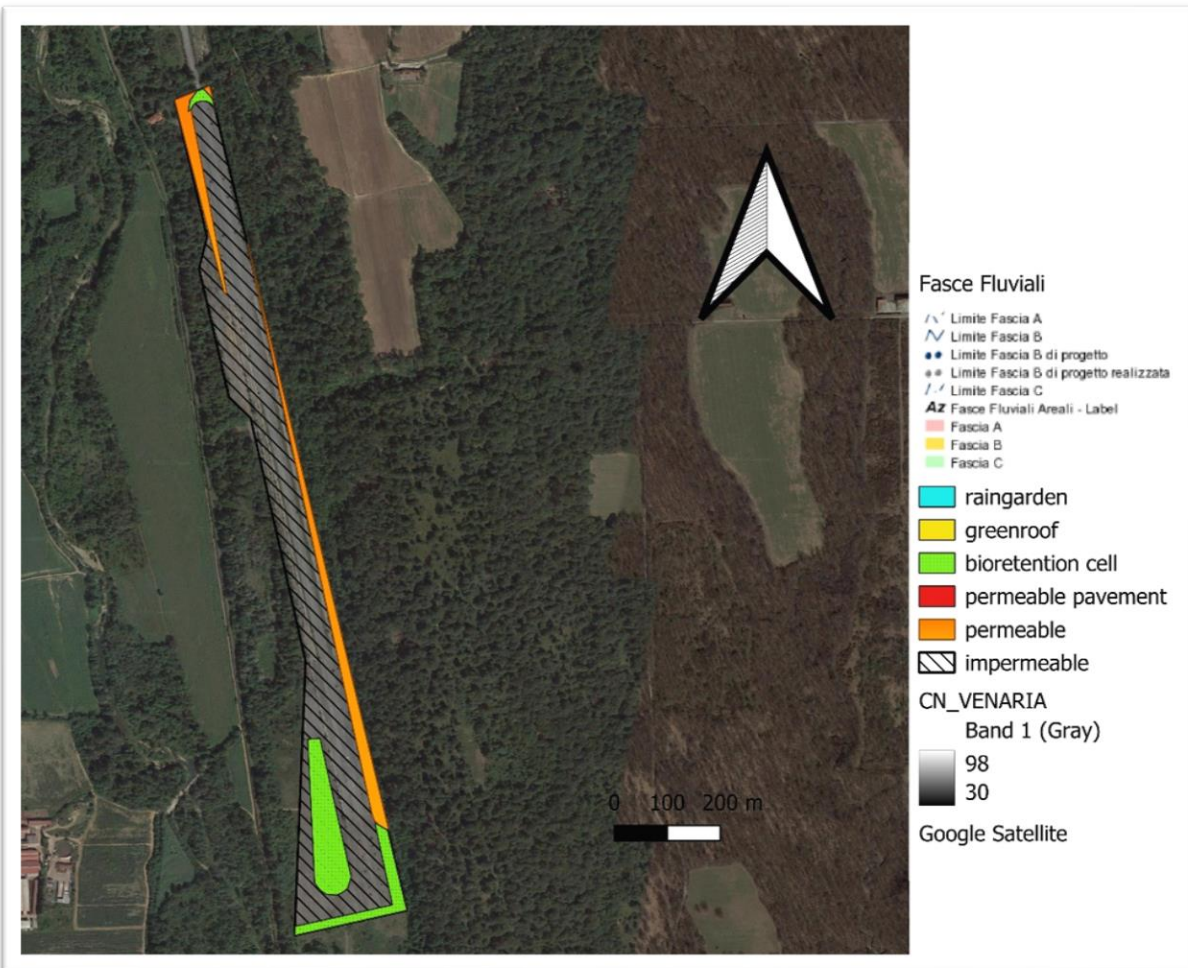 Fasce Fluviali
Limite Fascia A
Limite Fascia B
Limite Fascia B di progetto
Limite Fascia B di progetto realizzata
Limite Fascia C
Az Fasce Fluviali Areali - Label
Fascia A
Fascia B
Fascia C
raingarden
greenroof
bioretention cell
permeable pavement
permeable
impermeable
CN_VENARIA
Band 1 (Gray)
98
30
Google Satellite
0 100 200 m